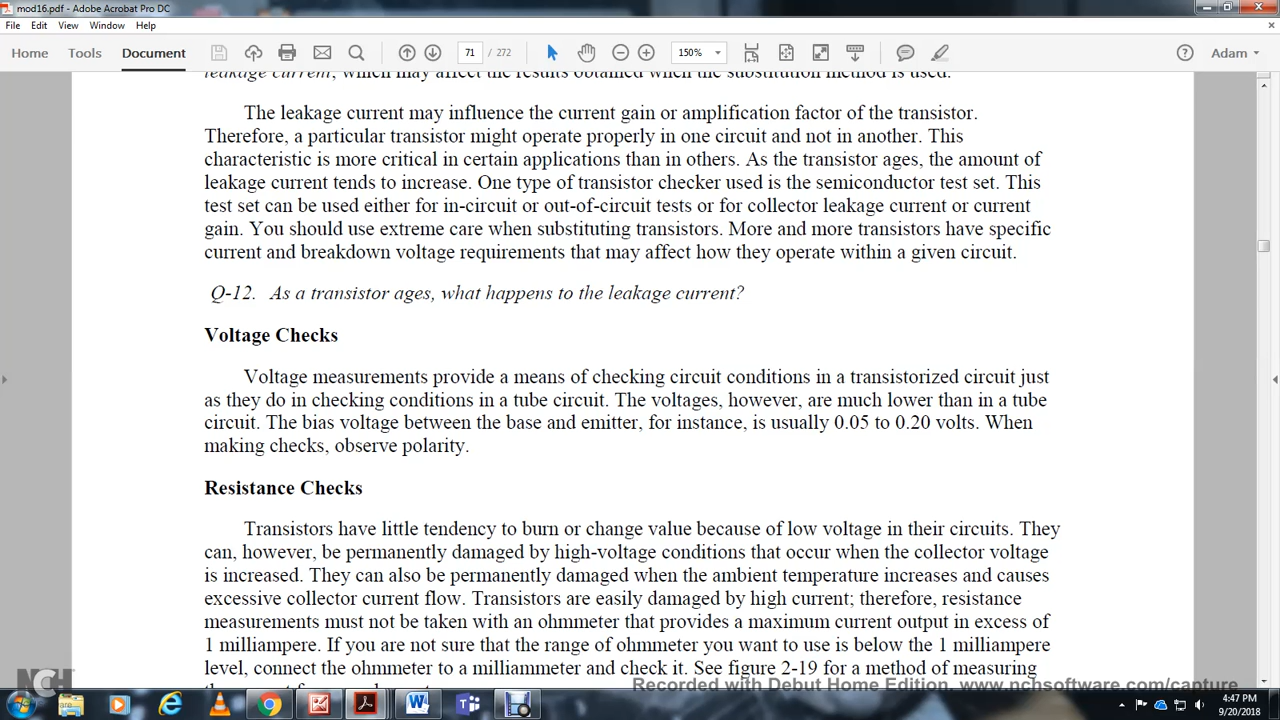 mod16.pdf - Adobe Acrobat Pro DC
File Edit View Window Help
Home Tools Document 71 / 272 150% Adam
leakage current, which may affect the results obtained when the substitution method is used.
The leakage current may influence the current gain or amplification factor of the transistor.
Therefore, a particular transistor might operate properly in one circuit and not in another. This
characteristic is more critical in certain applications than in others. As the transistor ages, the amount of
leakage current tends to increase. One type of transistor checker used is the semiconductor test set. This
test set can be used either for in-circuit or out-of-circuit tests or for collector leakage current or current
gain. You should use extreme care when substituting transistors. More and more transistors have specific
current and breakdown voltage requirements that may affect how they operate within a given circuit.
Q-12. As a transistor ages, what happens to the leakage current?
Voltage Checks
Voltage measurements provide a means of checking circuit conditions in a transistorized circuit just
as they do in checking conditions in a tube circuit. The voltages, however, are much lower than in a tube
circuit. The bias voltage between the base and emitter, for instance, is usually 0.05 to 0.20 volts. When
making checks, observe polarity.
Resistance Checks
Transistors have little tendency to burn or change value because of low voltage in their circuits. They
can, however, be permanently damaged by high-voltage conditions that occur when the collector voltage
is increased. They can also be permanently damaged when the ambient temperature increases and causes
excessive collector current flow. Transistors are easily damaged by high current; therefore, resistance
measurements must not be taken with an ohmmeter that provides a maximum current output in excess of
1 milliampere. If you are not sure that the range of ohmmeter you want to use is below the 1 milliampere
level, connect the ohmmeter to a milliammeter and check it. See figure 2-19 for a method of measuring
NCH
Recorded with Debut Home Edition. www.nchsoftware.com/capture
4:47 PM
9/20/2018